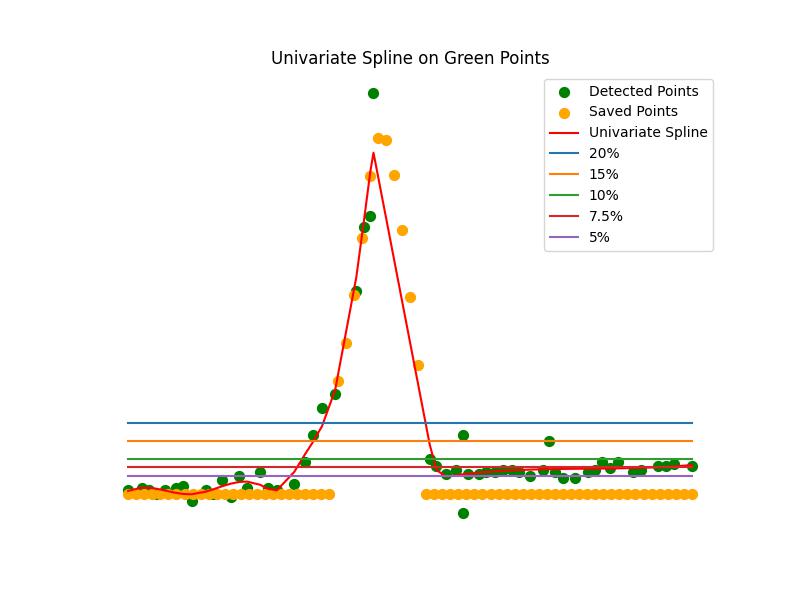 Univariate Spline on Green Points
Detected Points
Saved Points
Univariate Spline
20%
15%
10%
7.5%
5%